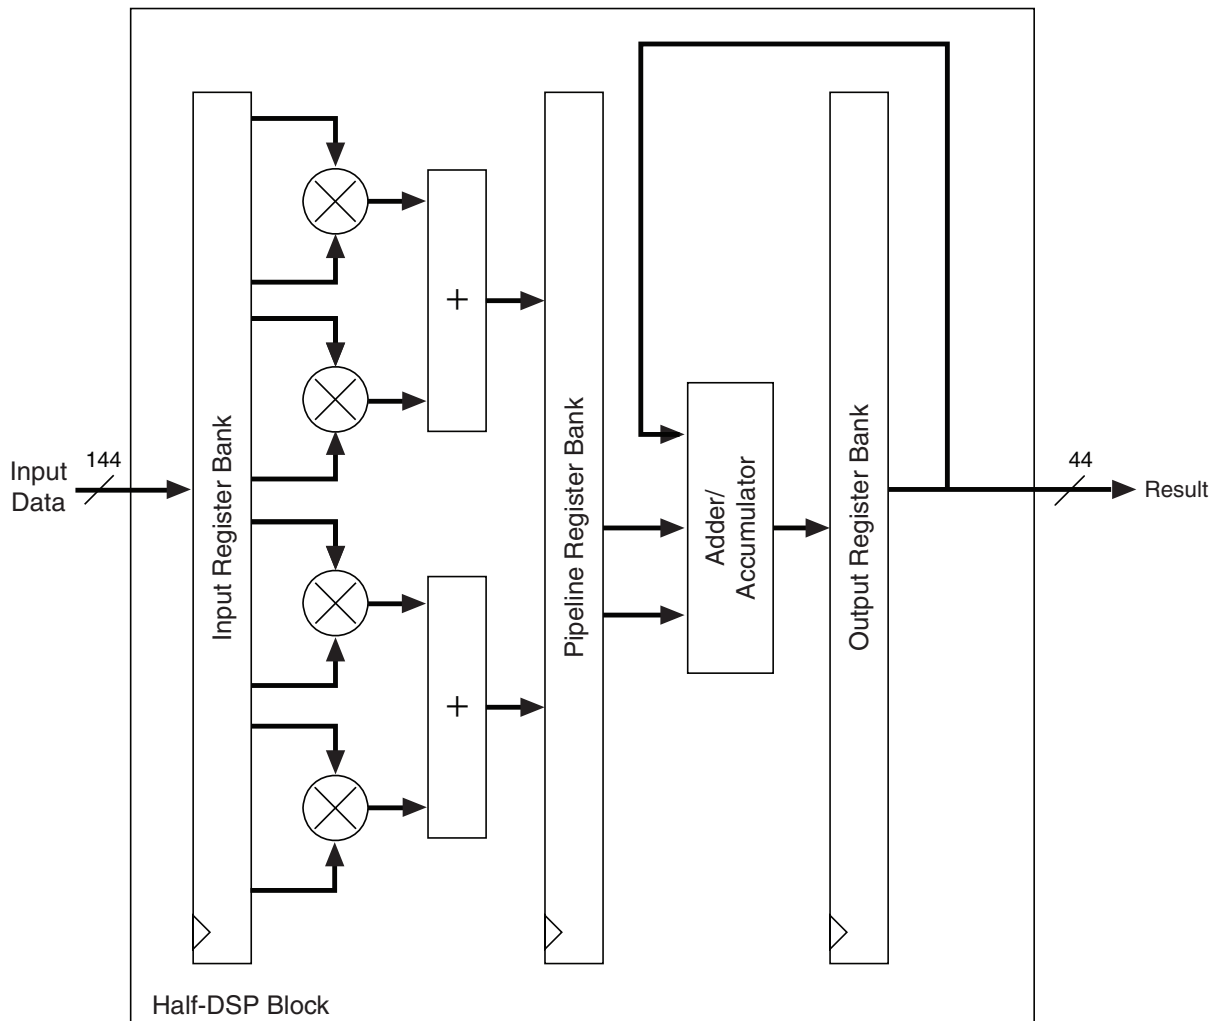 144
Input
Data
Input Register Bank
+
+
Pipeline Register Bank
Adder/
Accumulator
Output Register Bank
44
Result
Half-DSP Block